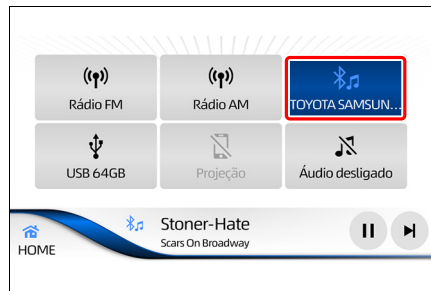 Rádio FM
Rádio AM
TOYOTA SAMSUN...
USB 64GB
Projeção
Áudio desligado
HOME
Stoner-Hate
Scars On Broadway